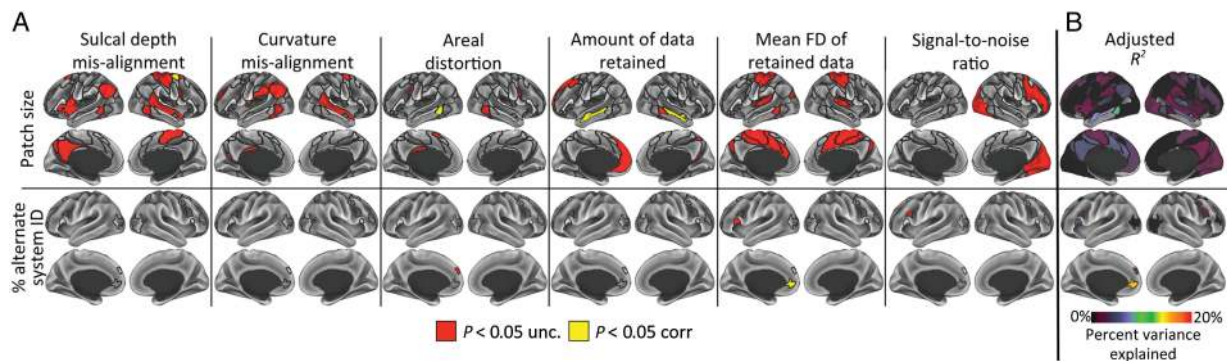 A
Sulcal depth
mis-alignment
Curvature
mis-alignment
Areal
distortion
Amount of data
retained
Mean FD of
retained data
Signal-to-noise
ratio
B
Adjusted
R²
Patch size
% alternate
system ID
P < 0.05 unc.
P < 0.05 corr
0%
20%
Percent variance
explained